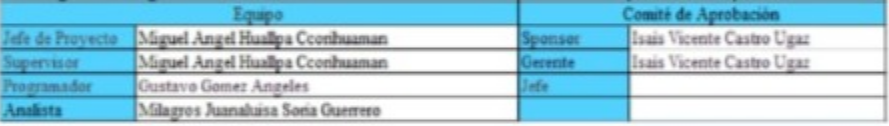 Equipo Comité de Aprobación
Jefe de Proyecto Miguel Angel Huallpa Ccorihuaman Sponsor Isais Vicente Castro Ugaz
Supervisor Miguel Angel Huallpa Ccorihuaman Gerente Isais Vicente Castro Ugaz
Programador Gustavo Gomez Angeles Jefe
Analista Milagros Juanaluisa Soria Guerrero